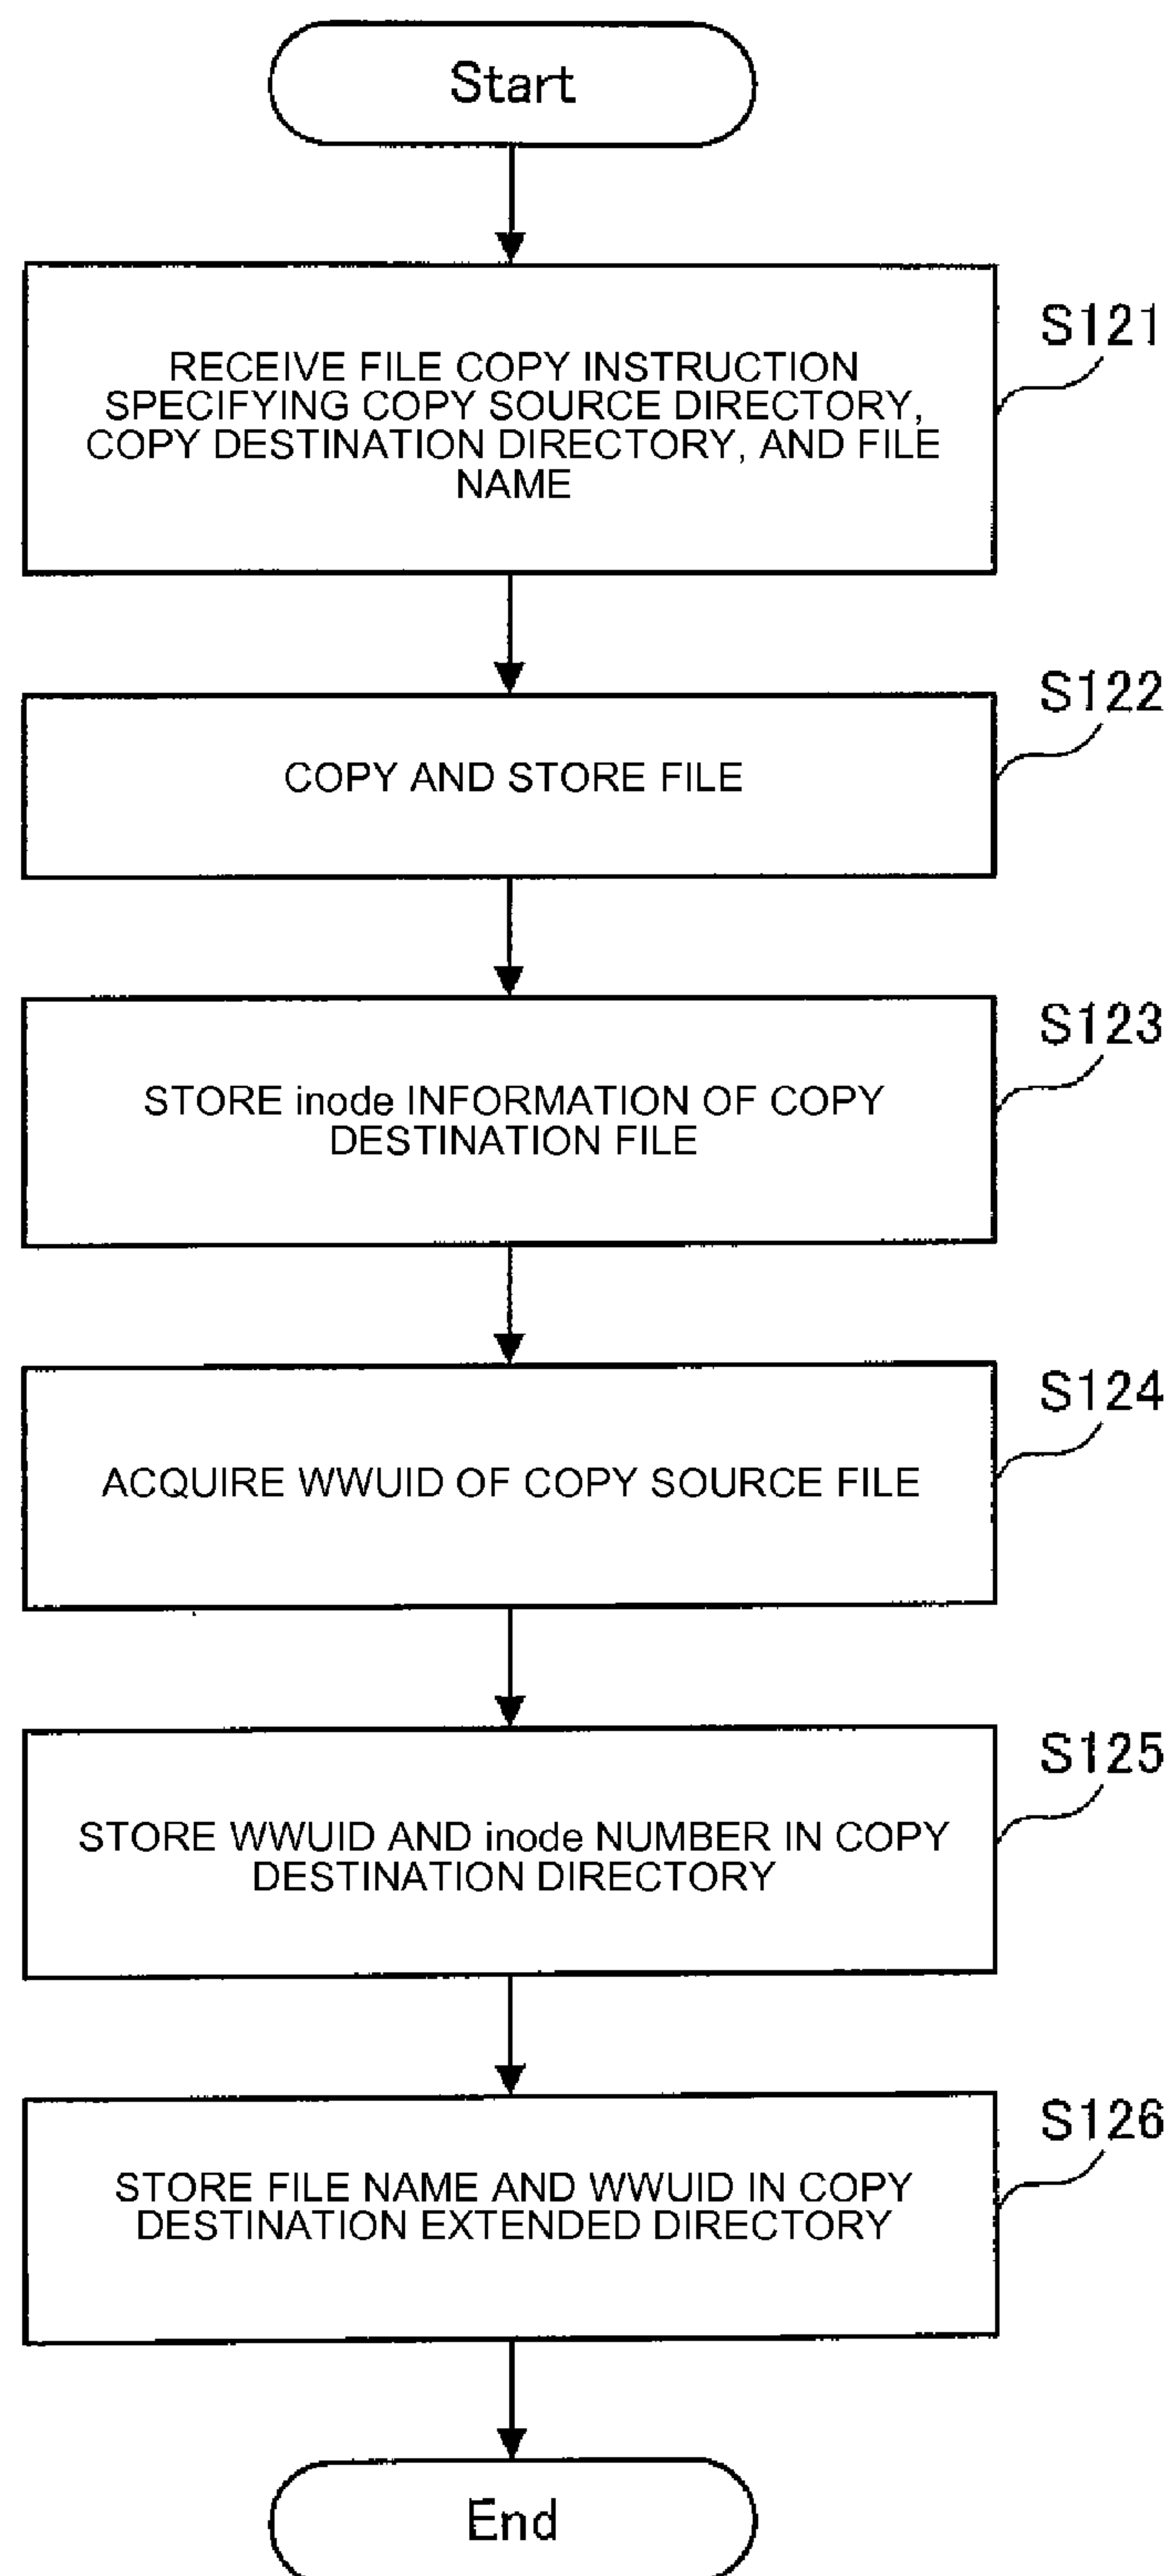 Start
S121
RECEIVE FILE COPY INSTRUCTION
SPECIFYING COPY SOURCE DIRECTORY,
COPY DESTINATION DIRECTORY, AND FILE
NAME
S122
COPY AND STORE FILE
S123
STORE inode INFORMATION OF COPY
DESTINATION FILE
S124
ACQUIRE WWUID OF COPY SOURCE FILE
S125
STORE WWUID AND inode NUMBER IN COPY
DESTINATION DIRECTORY
S126
STORE FILE NAME AND WWUID IN COPY
DESTINATION EXTENDED DIRECTORY
End